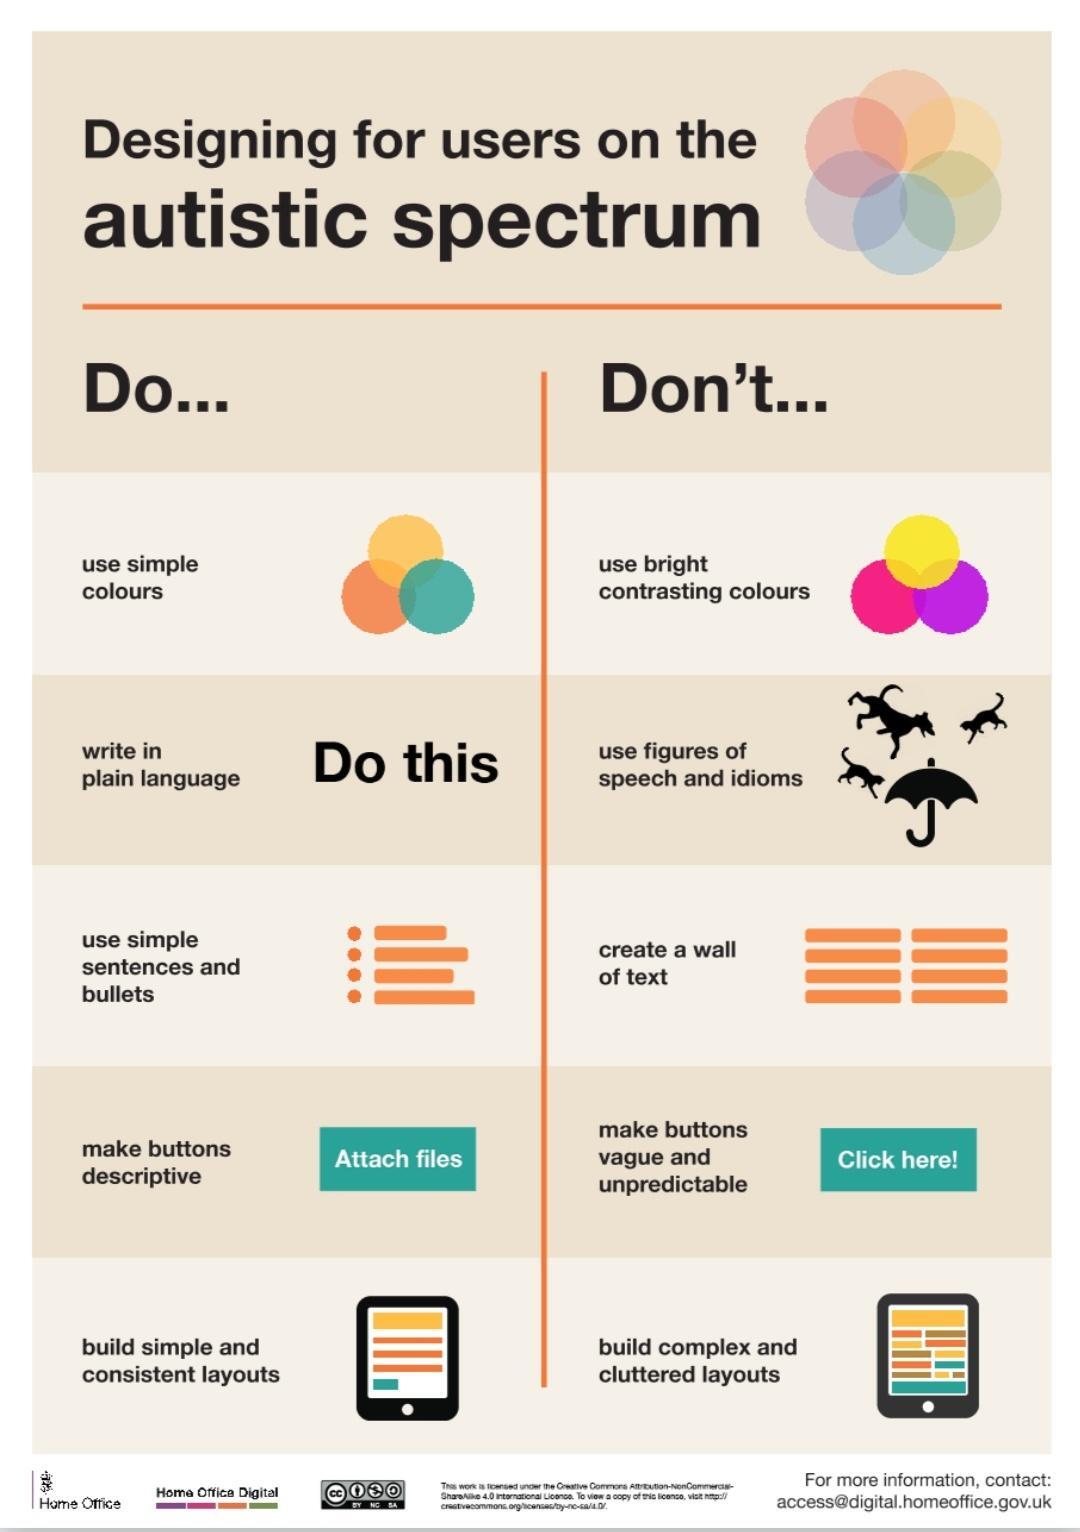 Designing for users on the
autistic spectrum
Do...
Don’t...
use simple
colours
use bright
contrasting colours
write in
plain language
Do this
use figures of
speech and idioms
use simple
sentences and
bullets
create a wall
of text
make buttons
descriptive
Attach files
make buttons
vague and
unpredictable
Click here!
build simple and
consistent layouts
build complex and
cluttered layouts
Home Office
Home Office Digital
cc
BY NC SA
This work is licensed under the Creative Commons Attribution-NonCommercial-
ShareAlike 4.0 International License. To view a copy of this license, visit http://
creativecommons.org/licenses/by-nc-sa/4.0/.
For more information, contact:
access@digital.homeoffice.gov.uk